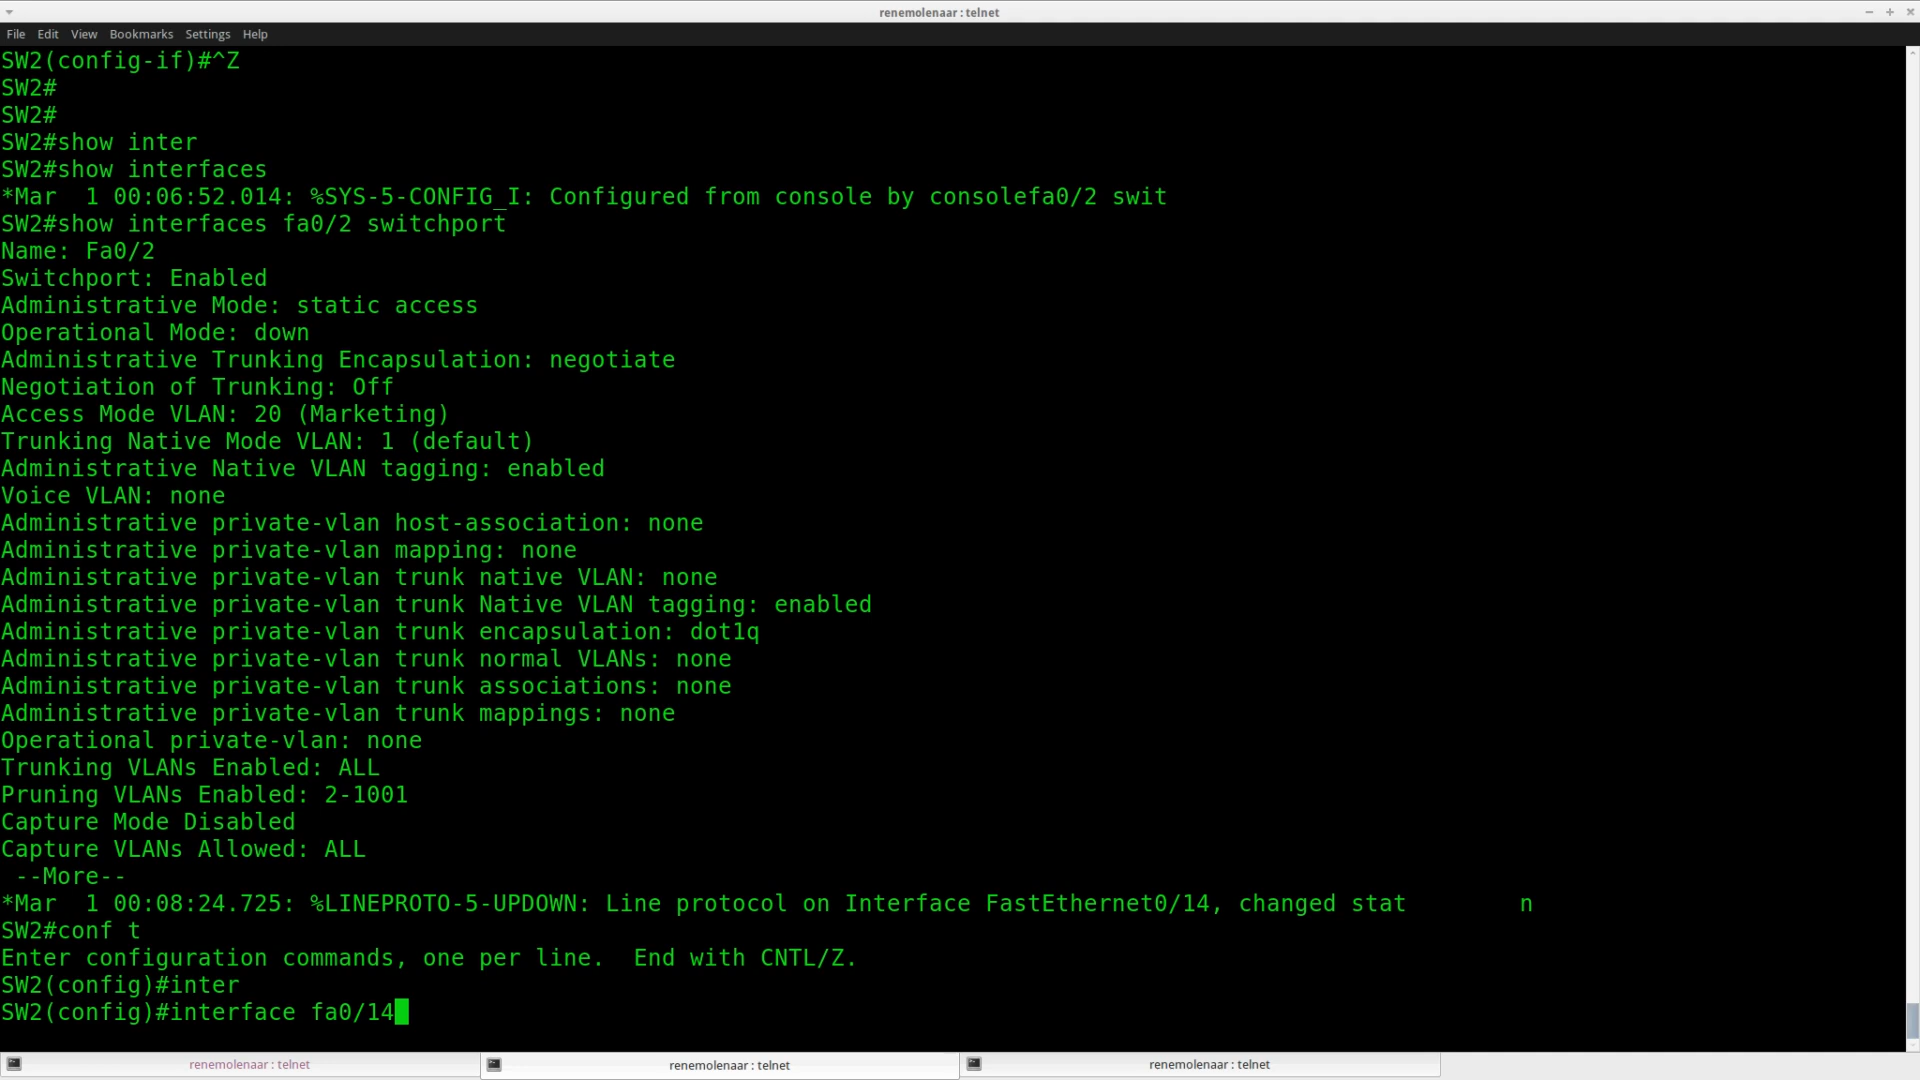 renemolenaar : telnet
File Edit View Bookmarks Settings Help
SW2(config-if)#^Z
SW2#
SW2#
SW2#show inter
SW2#show interfaces
*Mar  1 00:06:52.014: %SYS-5-CONFIG_I: Configured from console by consolefa0/2 swit
SW2#show interfaces fa0/2 switchport
Name: Fa0/2
Switchport: Enabled
Administrative Mode: static access
Operational Mode: down
Administrative Trunking Encapsulation: negotiate
Negotiation of Trunking: Off
Access Mode VLAN: 20 (Marketing)
Trunking Native Mode VLAN: 1 (default)
Administrative Native VLAN tagging: enabled
Voice VLAN: none
Administrative private-vlan host-association: none
Administrative private-vlan mapping: none
Administrative private-vlan trunk native VLAN: none
Administrative private-vlan trunk Native VLAN tagging: enabled
Administrative private-vlan trunk encapsulation: dot1q
Administrative private-vlan trunk normal VLANs: none
Administrative private-vlan trunk associations: none
Administrative private-vlan trunk mappings: none
Operational private-vlan: none
Trunking VLANs Enabled: ALL
Pruning VLANs Enabled: 2-1001
Capture Mode Disabled
Capture VLANs Allowed: ALL
 --More--
*Mar  1 00:08:24.725: %LINEPROTO-5-UPDOWN: Line protocol on Interface FastEthernet0/14, changed stat        n
SW2#conf t
Enter configuration commands, one per line.  End with CNTL/Z.
SW2(config)#inter
SW2(config)#interface fa0/14
renemolenaar : telnet renemolenaar : telnet renemolenaar : telnet